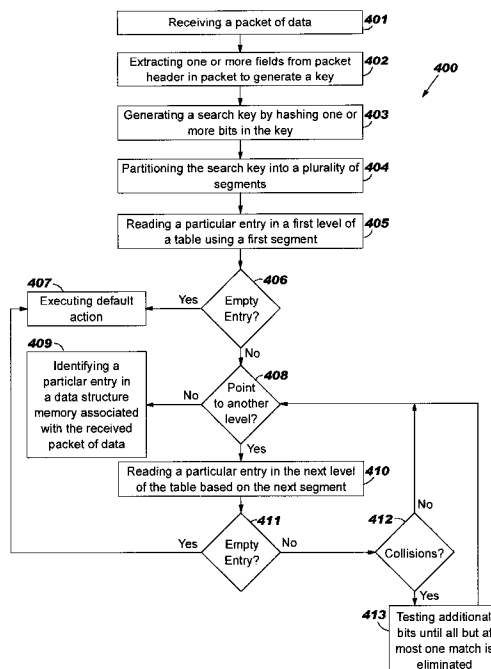 Receiving a packet of data
401
Extracting one or more fields from packet
header in packet to generate a key
402
400
Generating a search key by hashing one or
more bits in the key
403
Partitioning the search key into a plurality of
segments
404
Reading a particular entry in a first level of
a table using a first segment
405
407
Executing default
action
406
Yes
Empty
Entry?
No
409
Identifying a
particlar entry in
a data structure
memory associated
with the received
packet of data
408
No
Point
to another
level?
Yes
Reading a particular entry in the next level
of the table based on the next segment
410
411
Yes
Empty
Entry?
No
412
No
Collisions?
Yes
413
Testing additional
bits until all but at
most one match is
eliminated